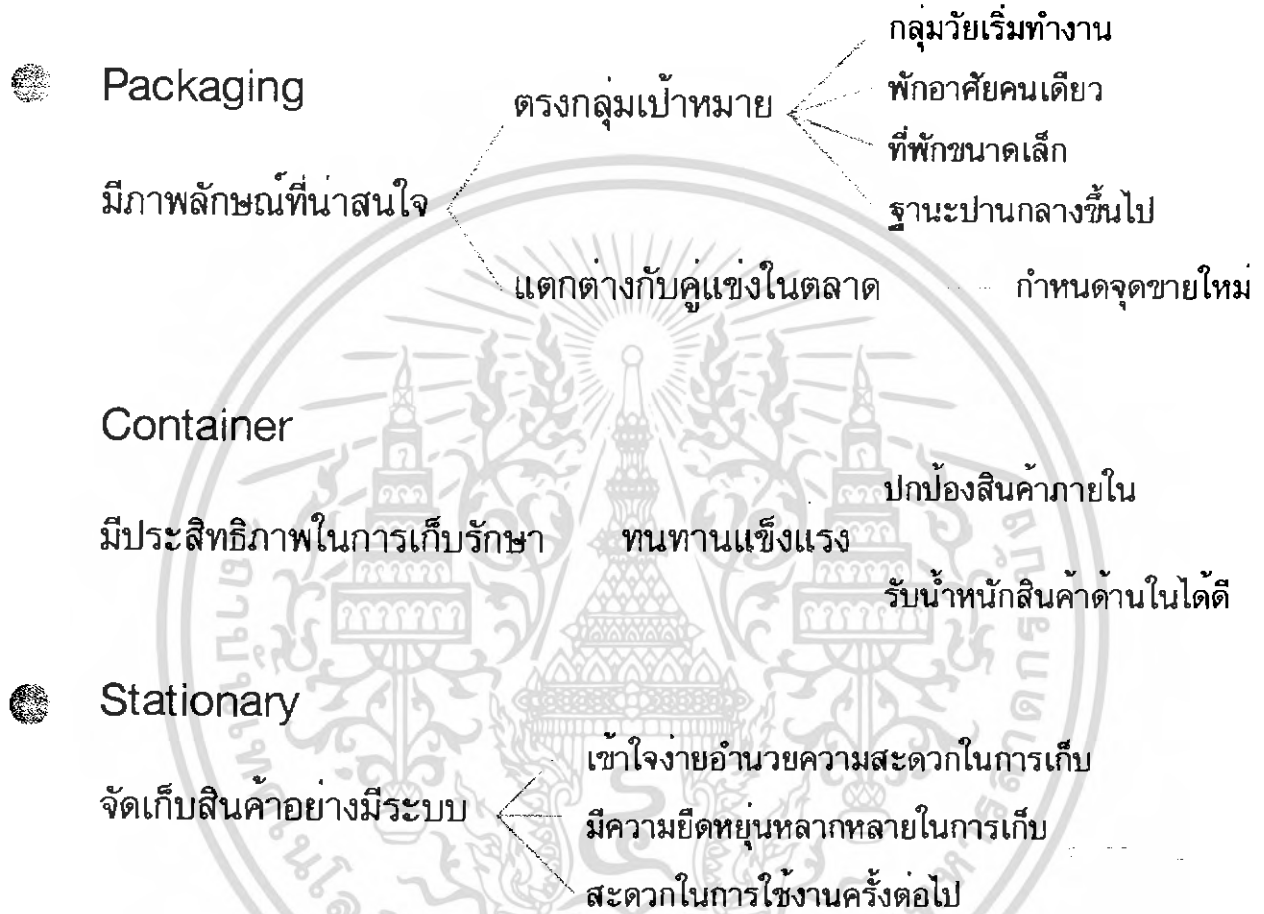 กลุ่มวัยเริ่มทำงาน
Packaging
ตรงกลุ่มเป้าหมาย
พักอาศัยคนเดียว
ที่พักขนาดเล็ก
มีภาพลักษณ์ที่น่าสนใจ
ฐานะปานกลางขึ้นไป
แตกต่างกับคู่แข่งในตลาด
กำหนดจุดขายใหม่
Container
ปกป้องสินค้าภายใน
มีประสิทธิภาพในการเก็บรักษา
ทนทานแข็งแรง
รับน้ำหนักสินค้าด้านในได้ดี
Stationary
เข้าใจง่ายอำนวยความสะดวกในการเก็บ
จัดเก็บสินค้าอย่างมีระบบ
มีความยืดหยุ่นหลากหลายในการเก็บ
สะดวกในการใช้งานครั้งต่อไป